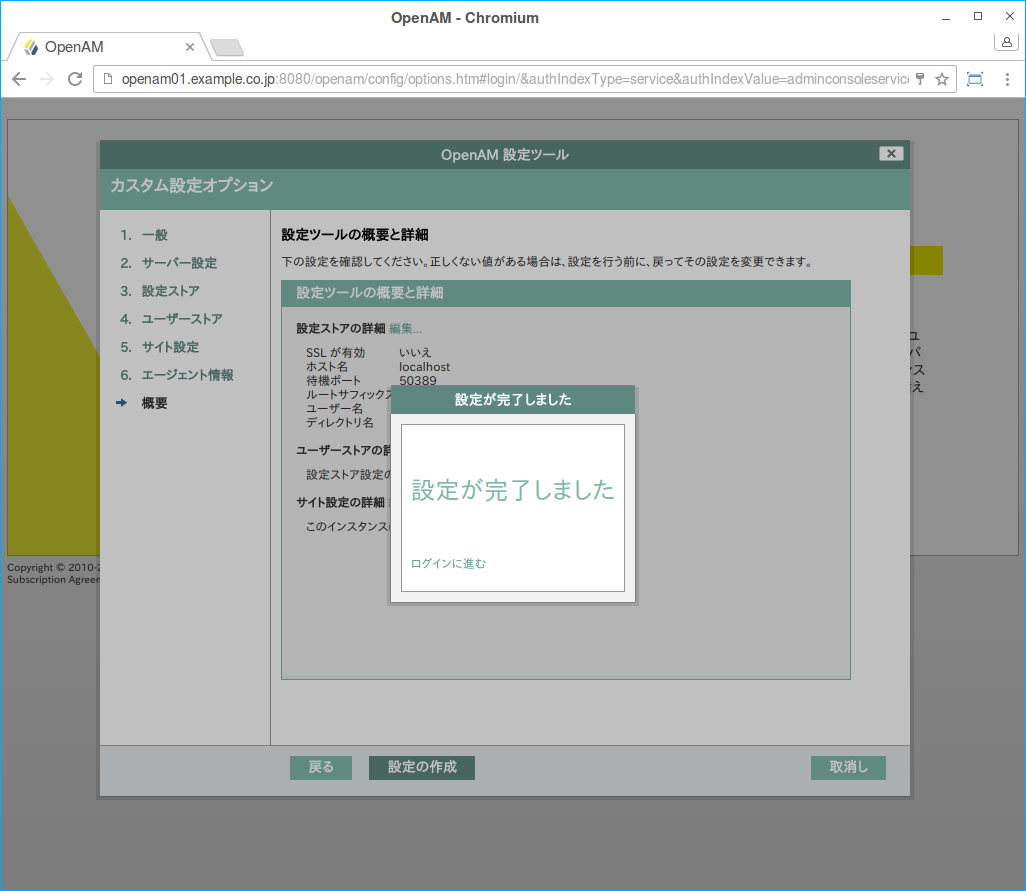 OpenAM - Chromium
OpenAM
openam01.example.co.jp:8080/openam/config/options.htm#login/&authIndexType=service&authIndexValue=adminconsoleservic
OpenAM 設定ツール
カスタム設定オプション
1. 一般
2. サーバー設定
3. 設定ストア
4. ユーザーストア
5. サイト設定
6. エージェント情報
概要
設定ツールの概要と詳細
下の設定を確認してください。正しくない値がある場合は、設定を行う前に、戻ってその設定を変更できます。
設定ツールの概要と詳細
設定ストアの詳細 編集...
SSL が有効 いいえ
ホスト名 localhost
待機ポート 50389
ルートサフィックス
ユーザー名
ディレクトリ名
ユーザーストアの
設定ストア設定の
サイト設定の詳細
このインスタンス
設定が完了しました
設定が完了しました
ログインに進む
ユ
パ
ンス
え
Copyright © 2010-
Subscription Agreem
戻る
設定の作成
取消し